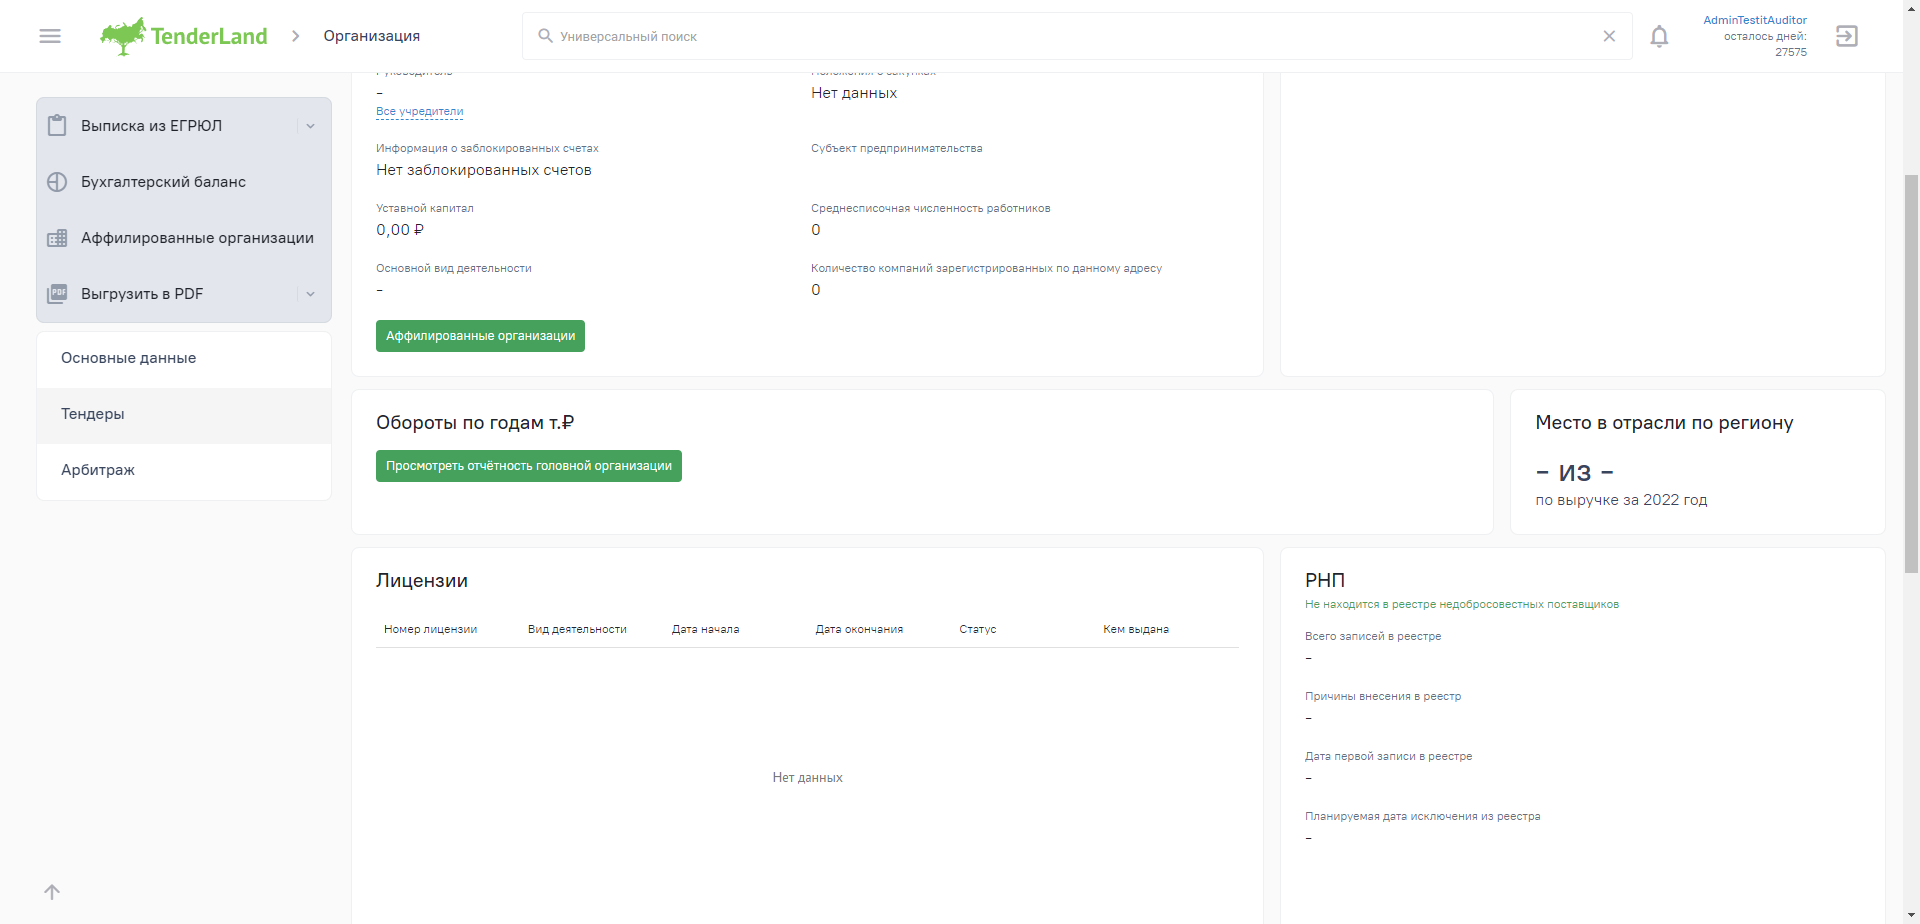 TenderLand
Организация
Универсальный поиск
AdminTestitAuditor
осталось дней:
27575
Выписка из ЕГРЮЛ
Бухгалтерский баланс
Аффилированные организации
PDF
Выгрузить в PDF
Основные данные
Тендеры
Арбитраж
-
Все учредители
Нет данных
Информация о заблокированных счетах
Нет заблокированных счетов
Субъект предпринимательства
Уставной капитал
0,00 ₽
Среднесписочная численность работников
0
Основной вид деятельности
-
Количество компаний зарегистрированных по данному адресу
0
Аффилированные организации
Обороты по годам т.₽
Просмотреть отчётность головной организации
Место в отрасли по региону
- из -
по выручке за 2022 год
Лицензии
Номер лицензии Вид деятельности Дата начала Дата окончания Статус Кем выдана
Нет данных
РНП
Не находится в реестре недобросовестных поставщиков
Всего записей в реестре
-
Причины внесения в реестр
-
Дата первой записи в реестре
-
Планируемая дата исключения из реестра
-